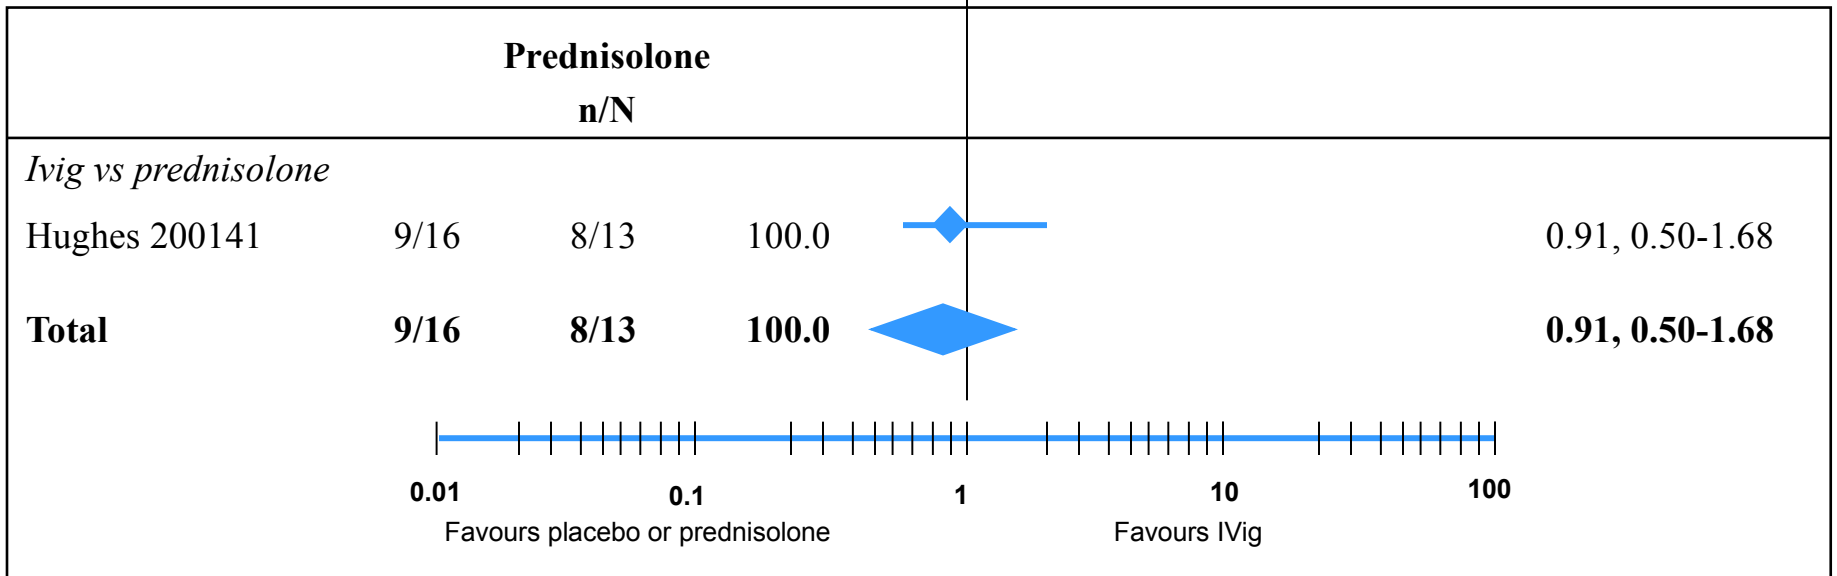 Prednisolone
n/N
Ivig vs prednisolone
Hughes 200141 9/16 8/13 100.0 0.91, 0.50-1.68
Total 9/16 8/13 100.0 0.91, 0.50-1.68
0.01 0.1 1 10 100
Favours placebo or prednisolone Favours IVig